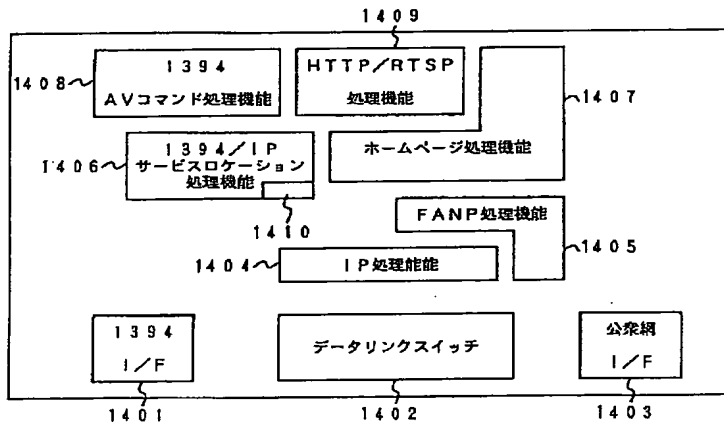 1409
1394
AVコマンド処理機能
1408
HTTP/RTSP
処理機能
1407
ホームページ処理機能
1394/IP
サービスロケーション
処理機能
1406
1410
FANP処理機能
1405
1404
IP処理能能
1394
I/F
データリンクスイッチ
公衆網
I/F
1401
1402
1403